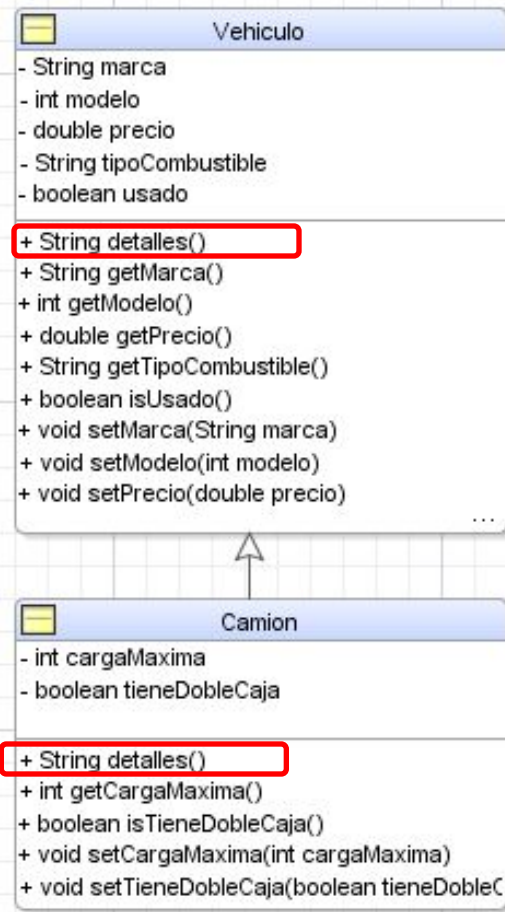 Vehiculo
- String marca
- int modelo
- double precio
- String tipoCombustible
- boolean usado
+ String detalles()
+ String getMarca()
+ int getModelo()
+ double getPrecio()
+ String getTipoCombustible()
+ boolean isUsado()
+ void setMarca(String marca)
+ void setModelo(int modelo)
+ void setPrecio(double precio)
...
Camion
- int cargaMaxima
- boolean tieneDobleCaja
+ String detalles()
+ int getCargaMaxima()
+ boolean isTieneDobleCaja()
+ void setCargaMaxima(int cargaMaxima)
+ void setTieneDobleCaja(boolean tieneDobleC